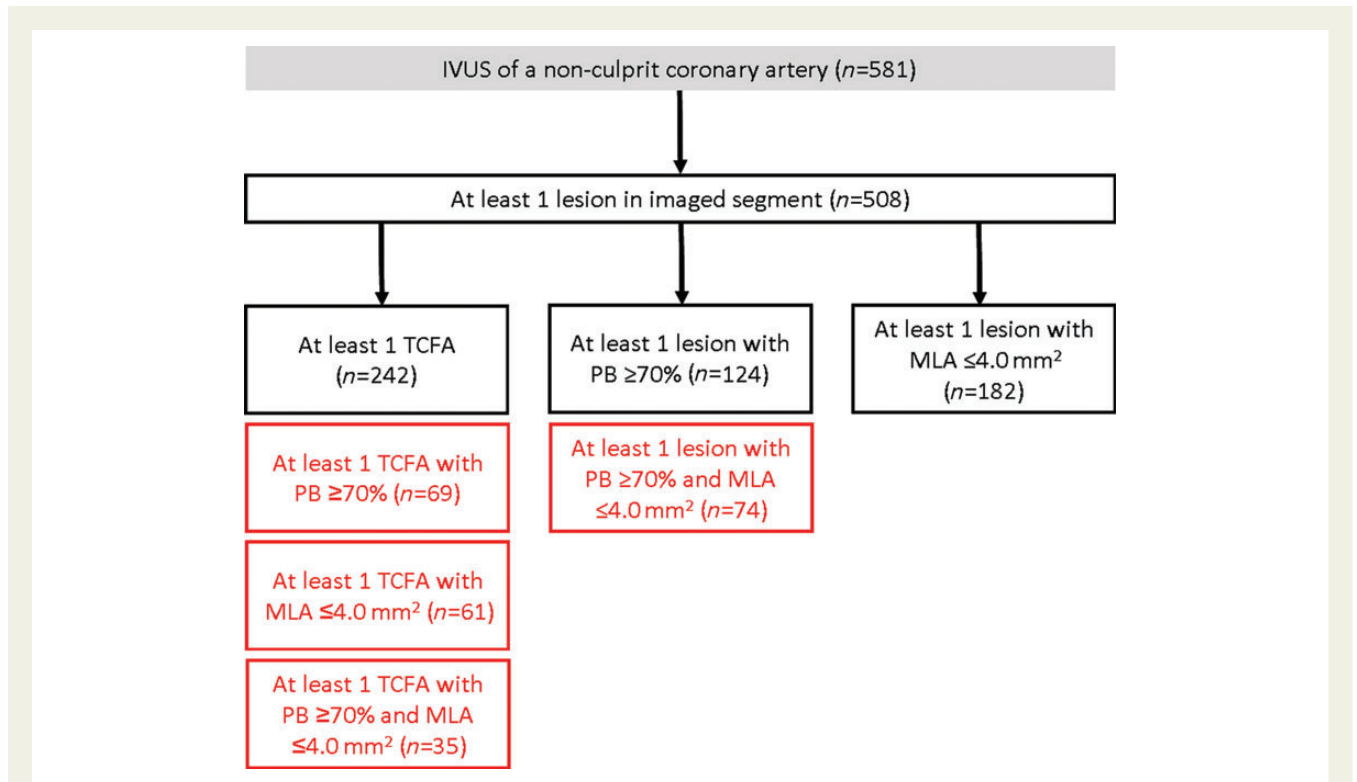 IVUS of a non-culprit coronary artery (n=581)
At least 1 lesion in imaged segment (n=508)
At least 1 TCFA
(n=242)
At least 1 lesion with
PB ≥70% (n=124)
At least 1 lesion with
MLA ≤4.0 mm²
(n=182)
At least 1 TCFA with
PB ≥70% (n=69)
At least 1 lesion with
PB ≥70% and MLA
≤4.0 mm² (n=74)
At least 1 TCFA with
MLA ≤4.0 mm² (n=61)
At least 1 TCFA with
PB ≥70% and MLA
≤4.0 mm² (n=35)